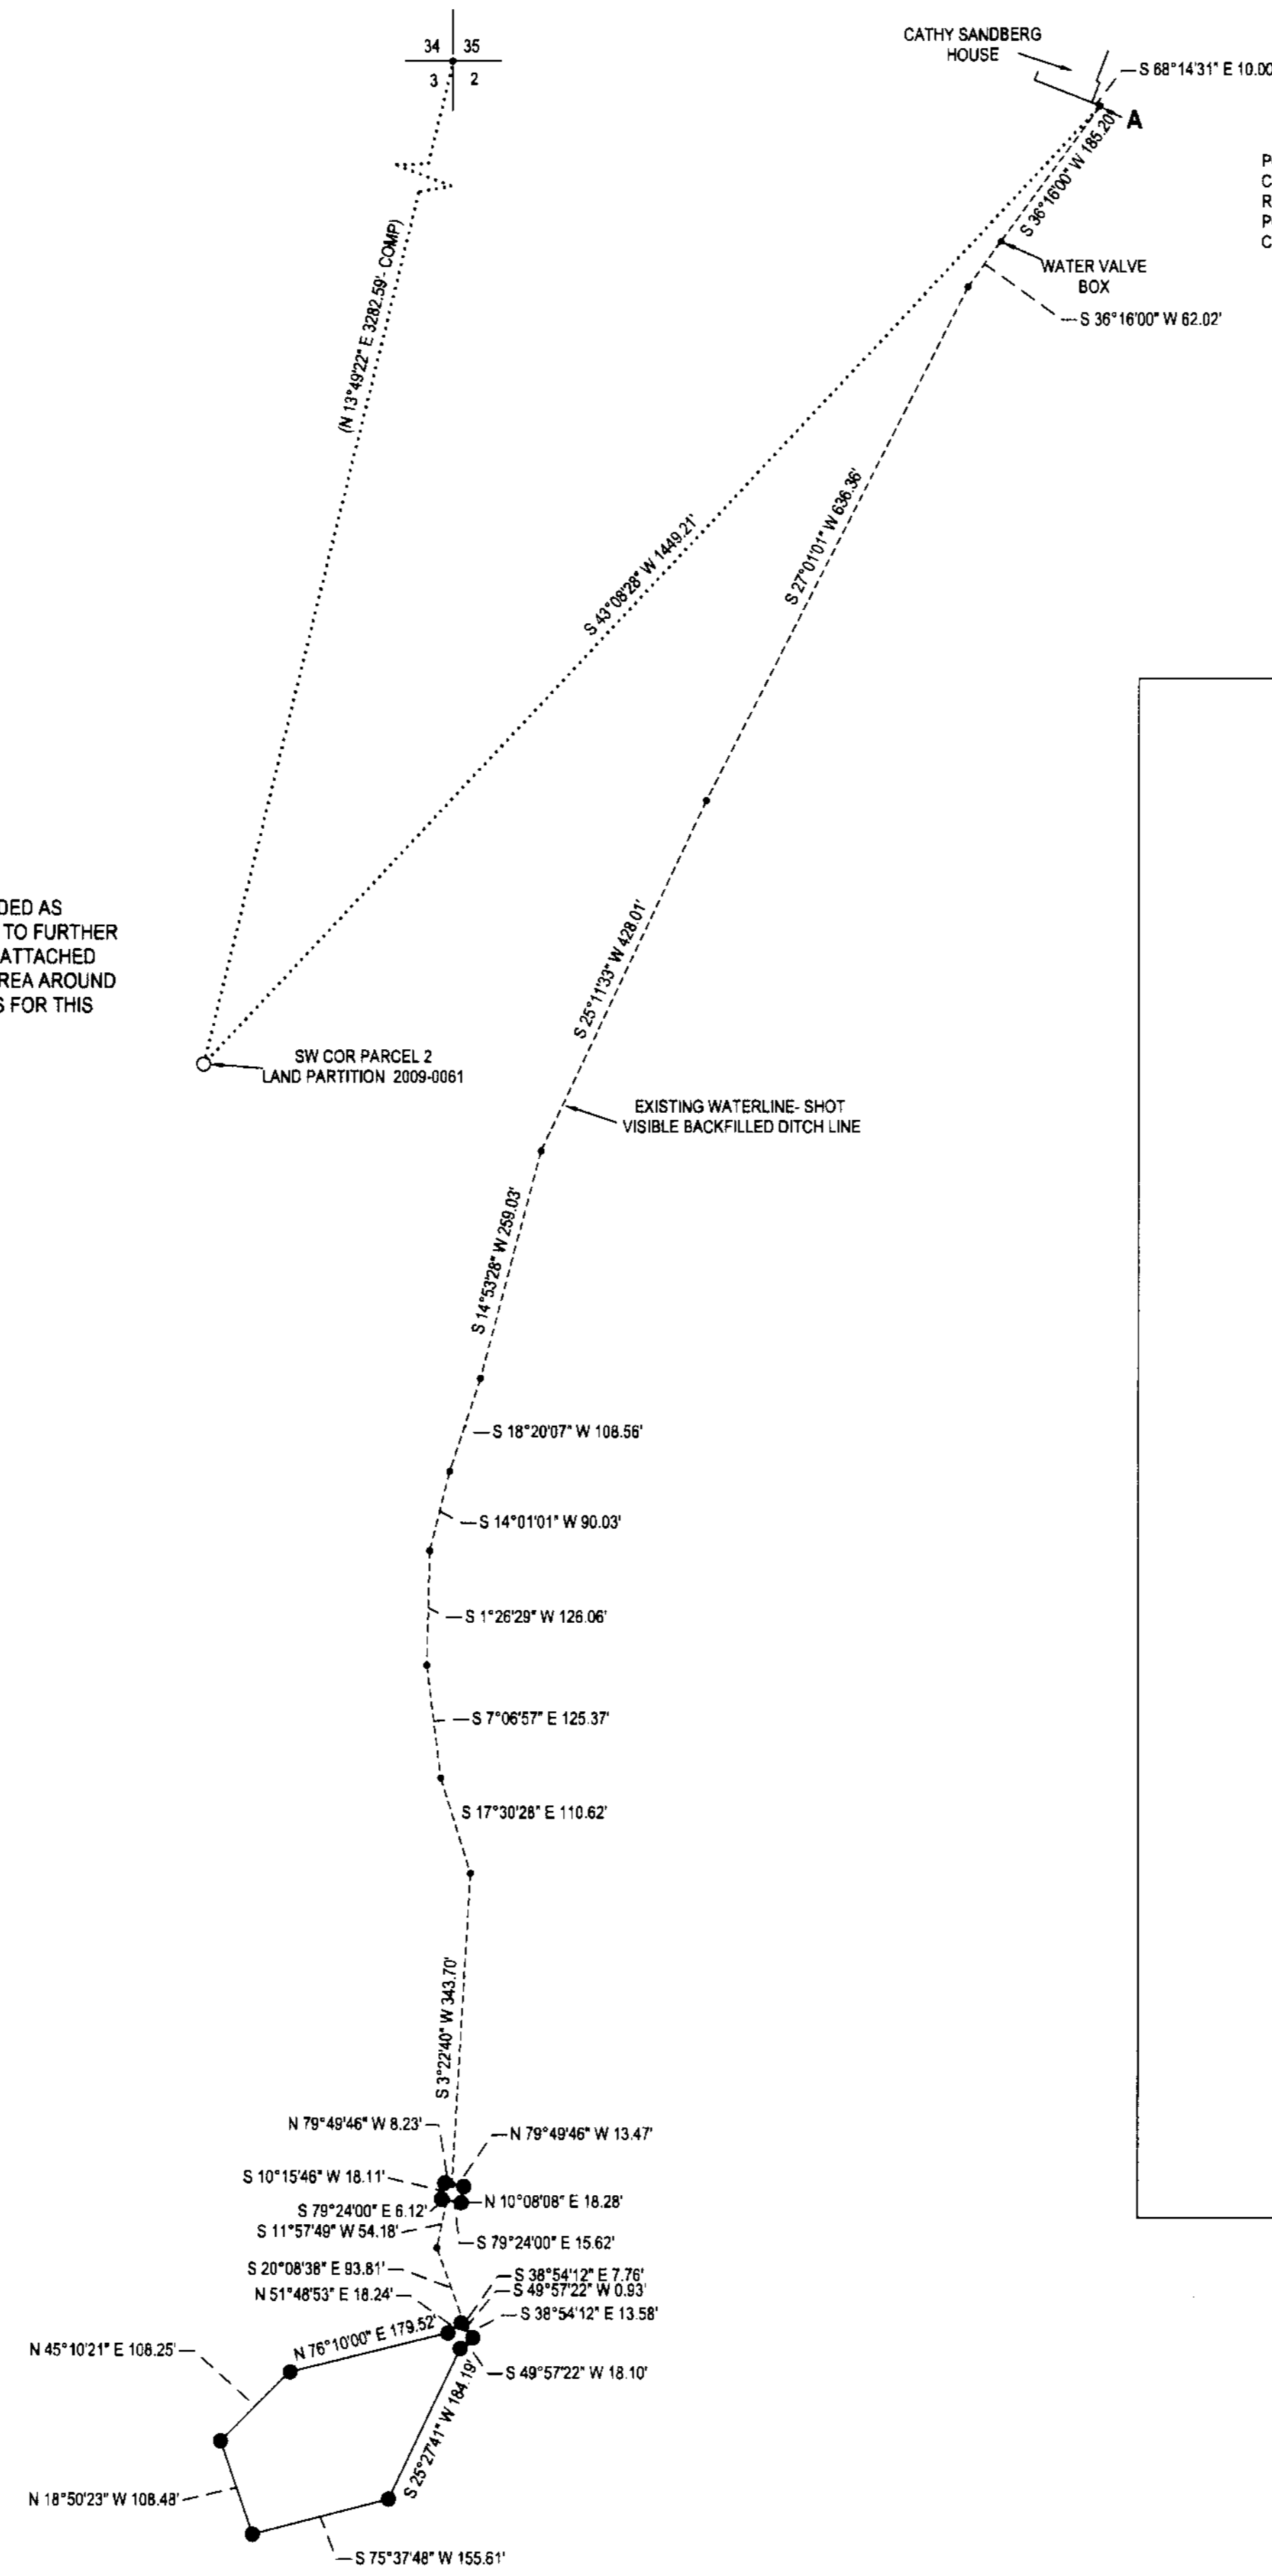 34 35
3 2
CATHY SANDBERG
HOUSE
S 68°14'31" E 10.00
A
S 36°16'00" W 185.20'
WATER VALVE
BOX
S 36°16'00" W 62.02'
(N 13°49'22" E 3282.59'- COMP)
S 43°08'28" W 1449.21'
S 27°01'01" W 636.36'
DED AS
TO FURTHER
ATTACHED
REA AROUND
S FOR THIS
SW COR PARCEL 2
LAND PARTITION 2009-0061
S 25°11'33" W 428.01'
EXISTING WATERLINE- SHOT
VISIBLE BACKFILLED DITCH LINE
S 14°53'28" W 259.03'
S 18°20'07" W 108.56'
S 14°01'01" W 90.03'
S 1°26'29" W 126.06'
S 7°06'57" E 125.37'
S 17°30'28" E 110.62'
S 3°22'40" W 343.70'
N 79°49'46" W 8.23'
N 79°49'46" W 13.47'
S 10°15'46" W 18.11'
N 10°08'08" E 18.28'
S 79°24'00" E 6.12'
S 11°57'49" W 54.18'
S 79°24'00" E 15.62'
S 20°08'38" E 93.81'
S 38°54'12" E 7.76'
S 49°57'22" W 0.93'
N 51°48'53" E 18.24'
S 38°54'12" E 13.58'
N 76°10'00" E 179.52'
N 45°10'21" E 108.25'
S 49°57'22" W 18.10'
S 25°27'41" W 184.19'
N 18°50'23" W 108.48'
S 75°37'48" W 155.61'